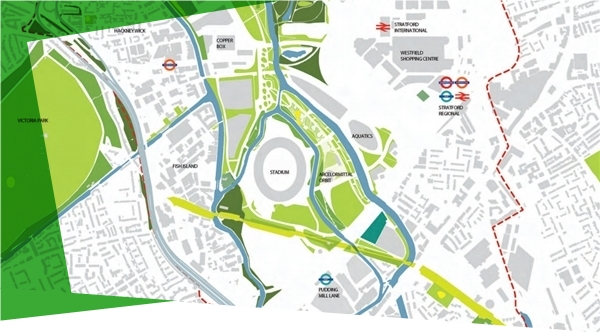 HACKNEY WICK
COPPER
BOX
STRATFORD
INTERNATIONAL
WESTFIELD
SHOPPING CENTRE
STRATFORD
REGIONAL
VICTORIA PARK
AQUATICS
FISH ISLAND
STADIUM
ARCELORMITTAL
ORBIT
PUDDING
MILL LANE